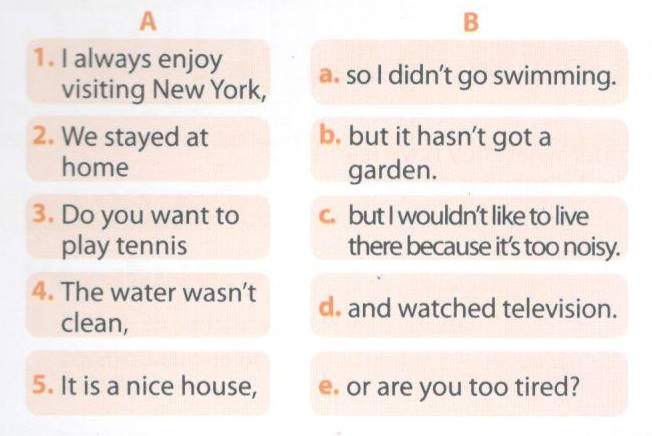 A
B
1. I always enjoy
visiting New York,
a. so I didn't go swimming.
2. We stayed at
home
b. but it hasn't got a
garden.
3. Do you want to
play tennis
c. but I wouldn't like to live
there because it's too noisy.
4. The water wasn't
clean,
d. and watched television.
5. It is a nice house,
e. or are you too tired?